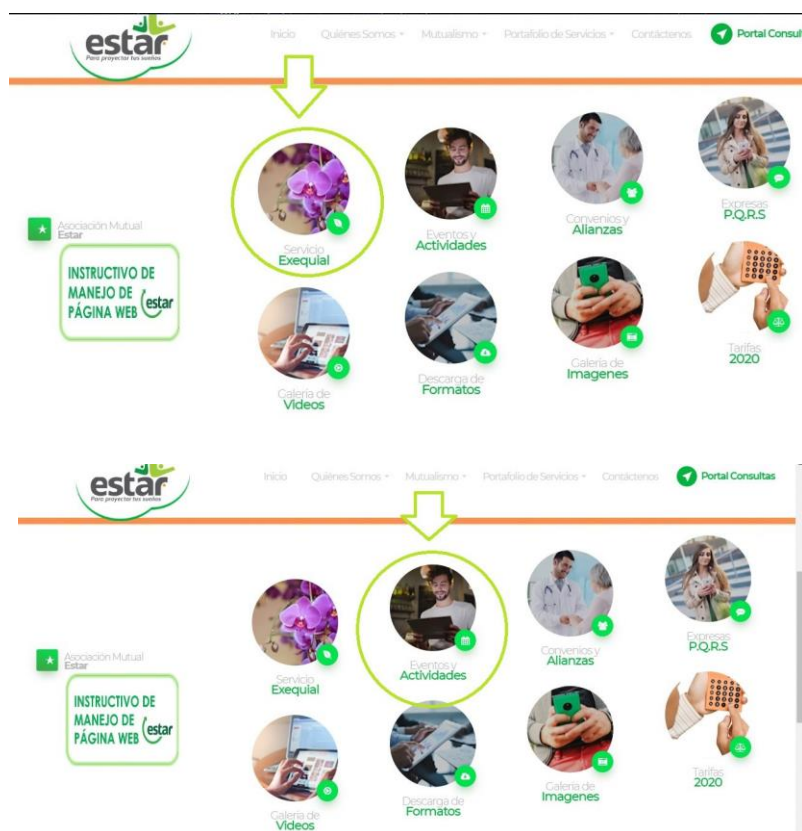 estar
Para proyectar tus sueños
Inicio Quiénes Somos Mutualismo Portafolio de Servicios Contáctenos Portal Consult
Asociación Mutual
Estar
INSTRUCTIVO DE
MANEJO DE
PÁGINA WEB estar
Servicio
Exequial
Eventos y
Actividades
Convenios y
Alianzas
Expresas
P.Q.R.S
Galería de
Videos
Descarga de
Formatos
Galería de
Imagenes
Tarifas
2020
estar
Para proyectar tus sueños
Inicio Quiénes Somos Mutualismo Portafolio de Servicios Contáctenos Portal Consultas
Asociación Mutual
Estar
INSTRUCTIVO DE
MANEJO DE
PÁGINA WEB estar
Servicio
Exequial
Eventos y
Actividades
Convenios y
Alianzas
Expresas
P.Q.R.S
Galería de
Videos
Descarga de
Formatos
Galería de
Imagenes
Tarifas
2020